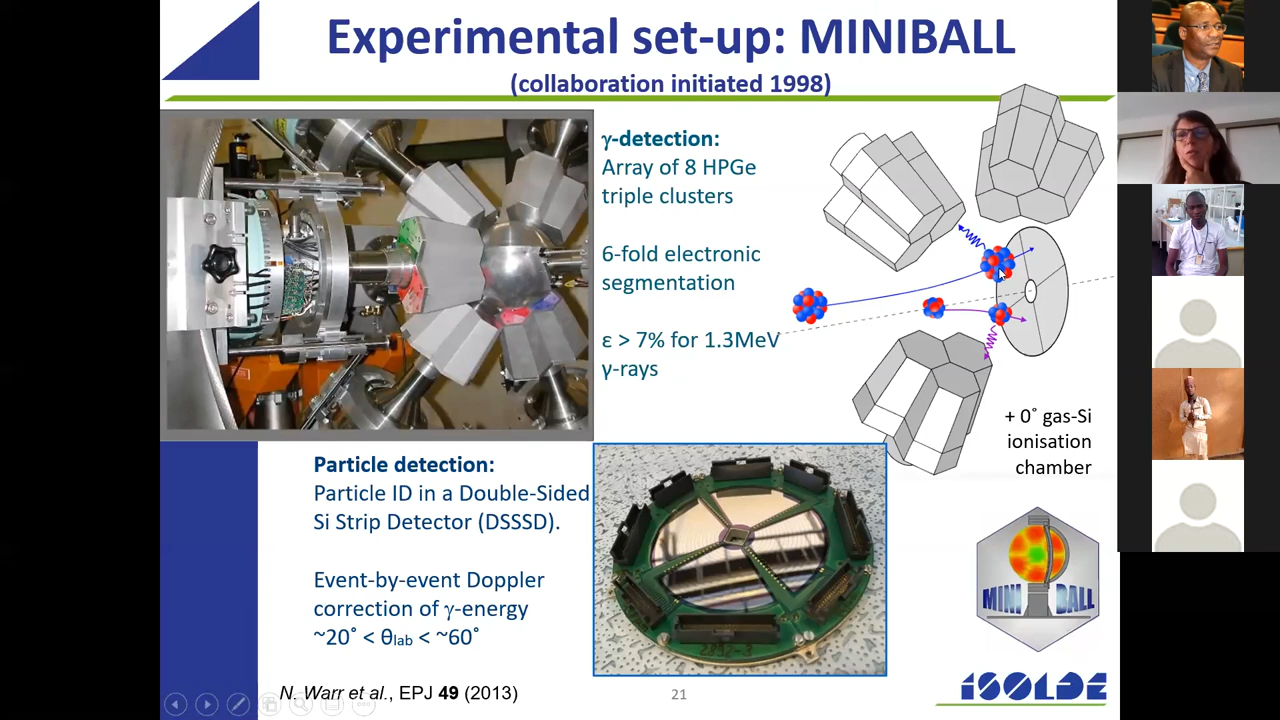 Experimental set-up: MINIBALL
(collaboration initiated 1998)
γ-detection:
Array of 8 HPGe
triple clusters
6-fold electronic
segmentation
ε > 7% for 1.3MeV
γ-rays
+ 0˚ gas-Si
ionisation
chamber
Particle detection:
Particle ID in a Double-Sided
Si Strip Detector (DSSSD).
Event-by-event Doppler
correction of γ-energy
~20˚ < θlab < ~60˚
MINI BALL
N. Warr et al., EPJ 49 (2013)
21
ISOLDE